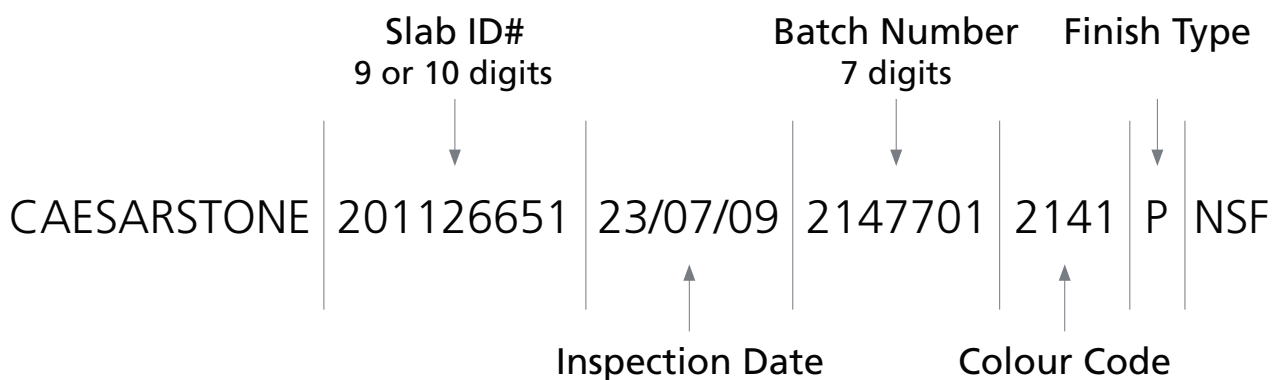 Slab ID#
9 or 10 digits
Batch Number
7 digits
Finish Type
CAESARSTONE 201126651 23/07/09 2147701 2141 P NSF
Inspection Date
Colour Code